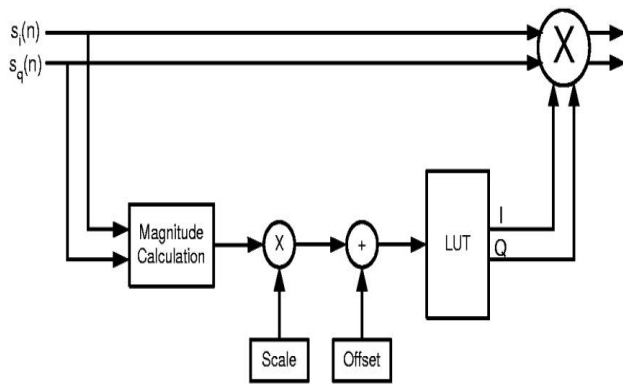 s_i(n)
s_q(n)
X
Magnitude
Calculation
X
+
LUT
I
Q
Scale
Offset